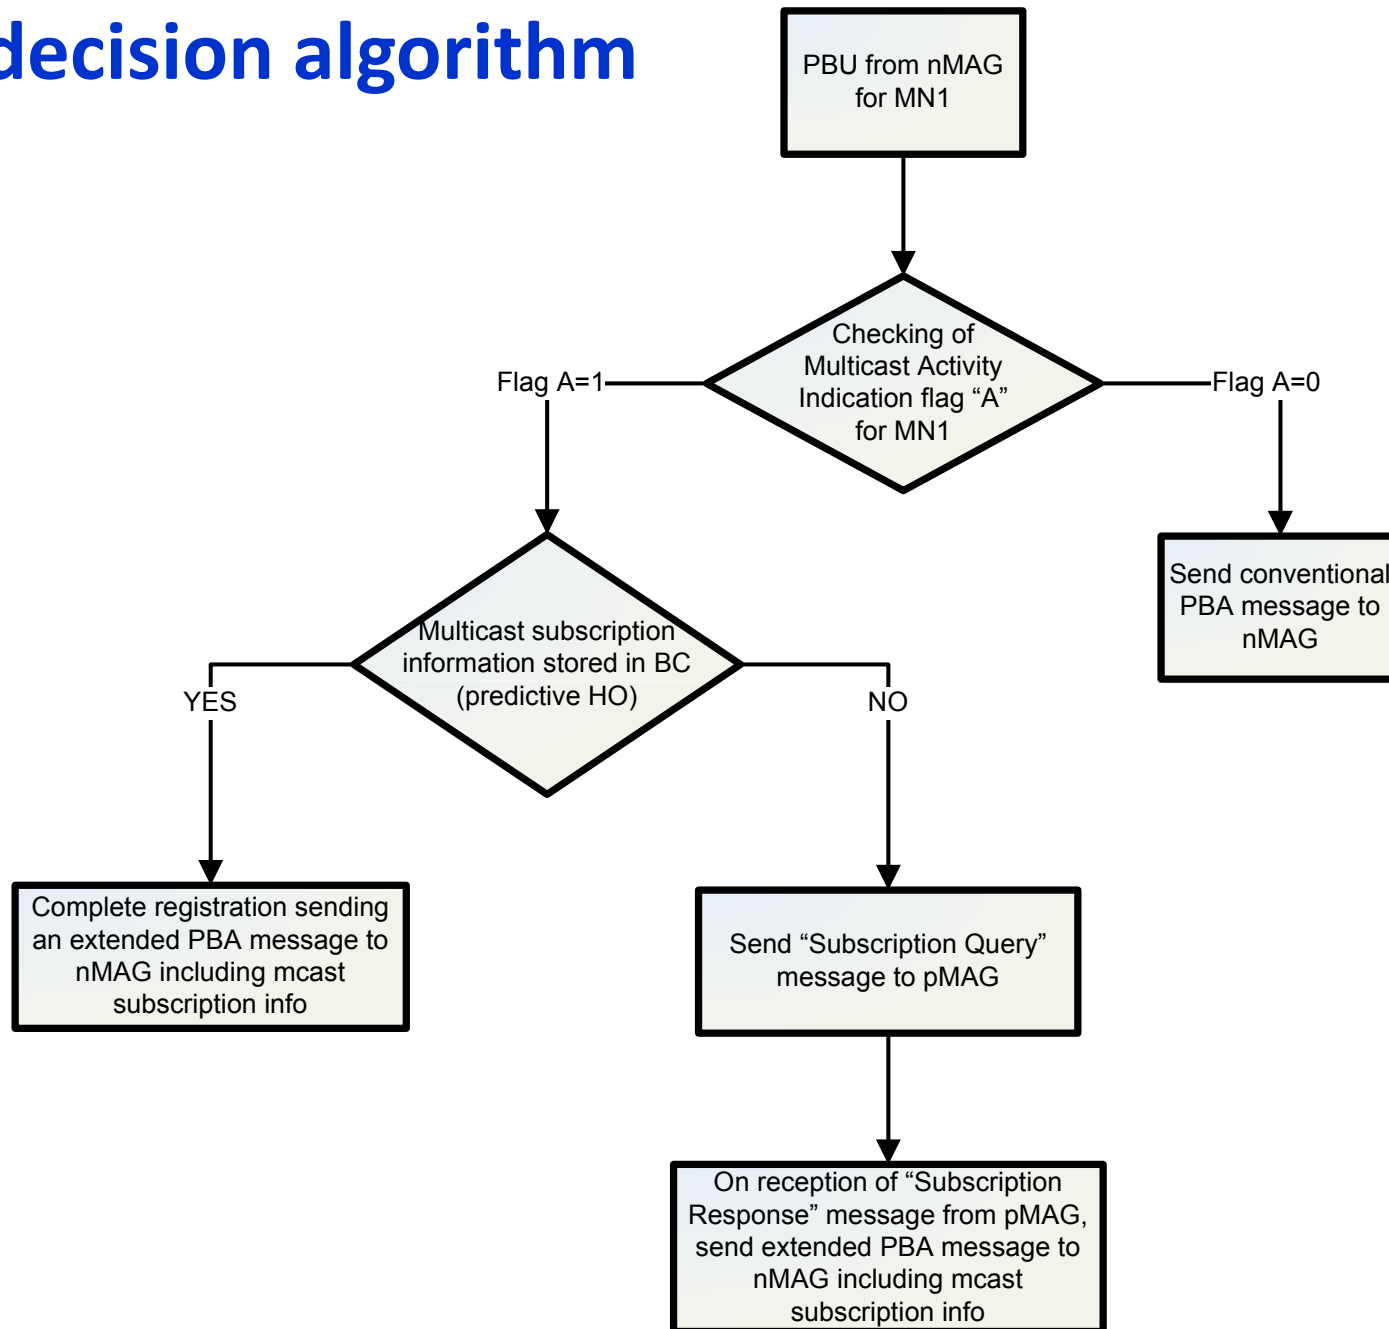 decision algorithm
PBU from nMAG
for MN1
Checking of
Multicast Activity
Indication flag “A”
for MN1
Flag A=1
Flag A=0
Send conventional
PBA message to
nMAG
Multicast subscription
information stored in BC
(predictive HO)
YES
NO
Complete registration sending
an extended PBA message to
nMAG including mcast
subscription info
Send “Subscription Query”
message to pMAG
On reception of “Subscription
Response” message from pMAG,
send extended PBA message to
nMAG including mcast
subscription info